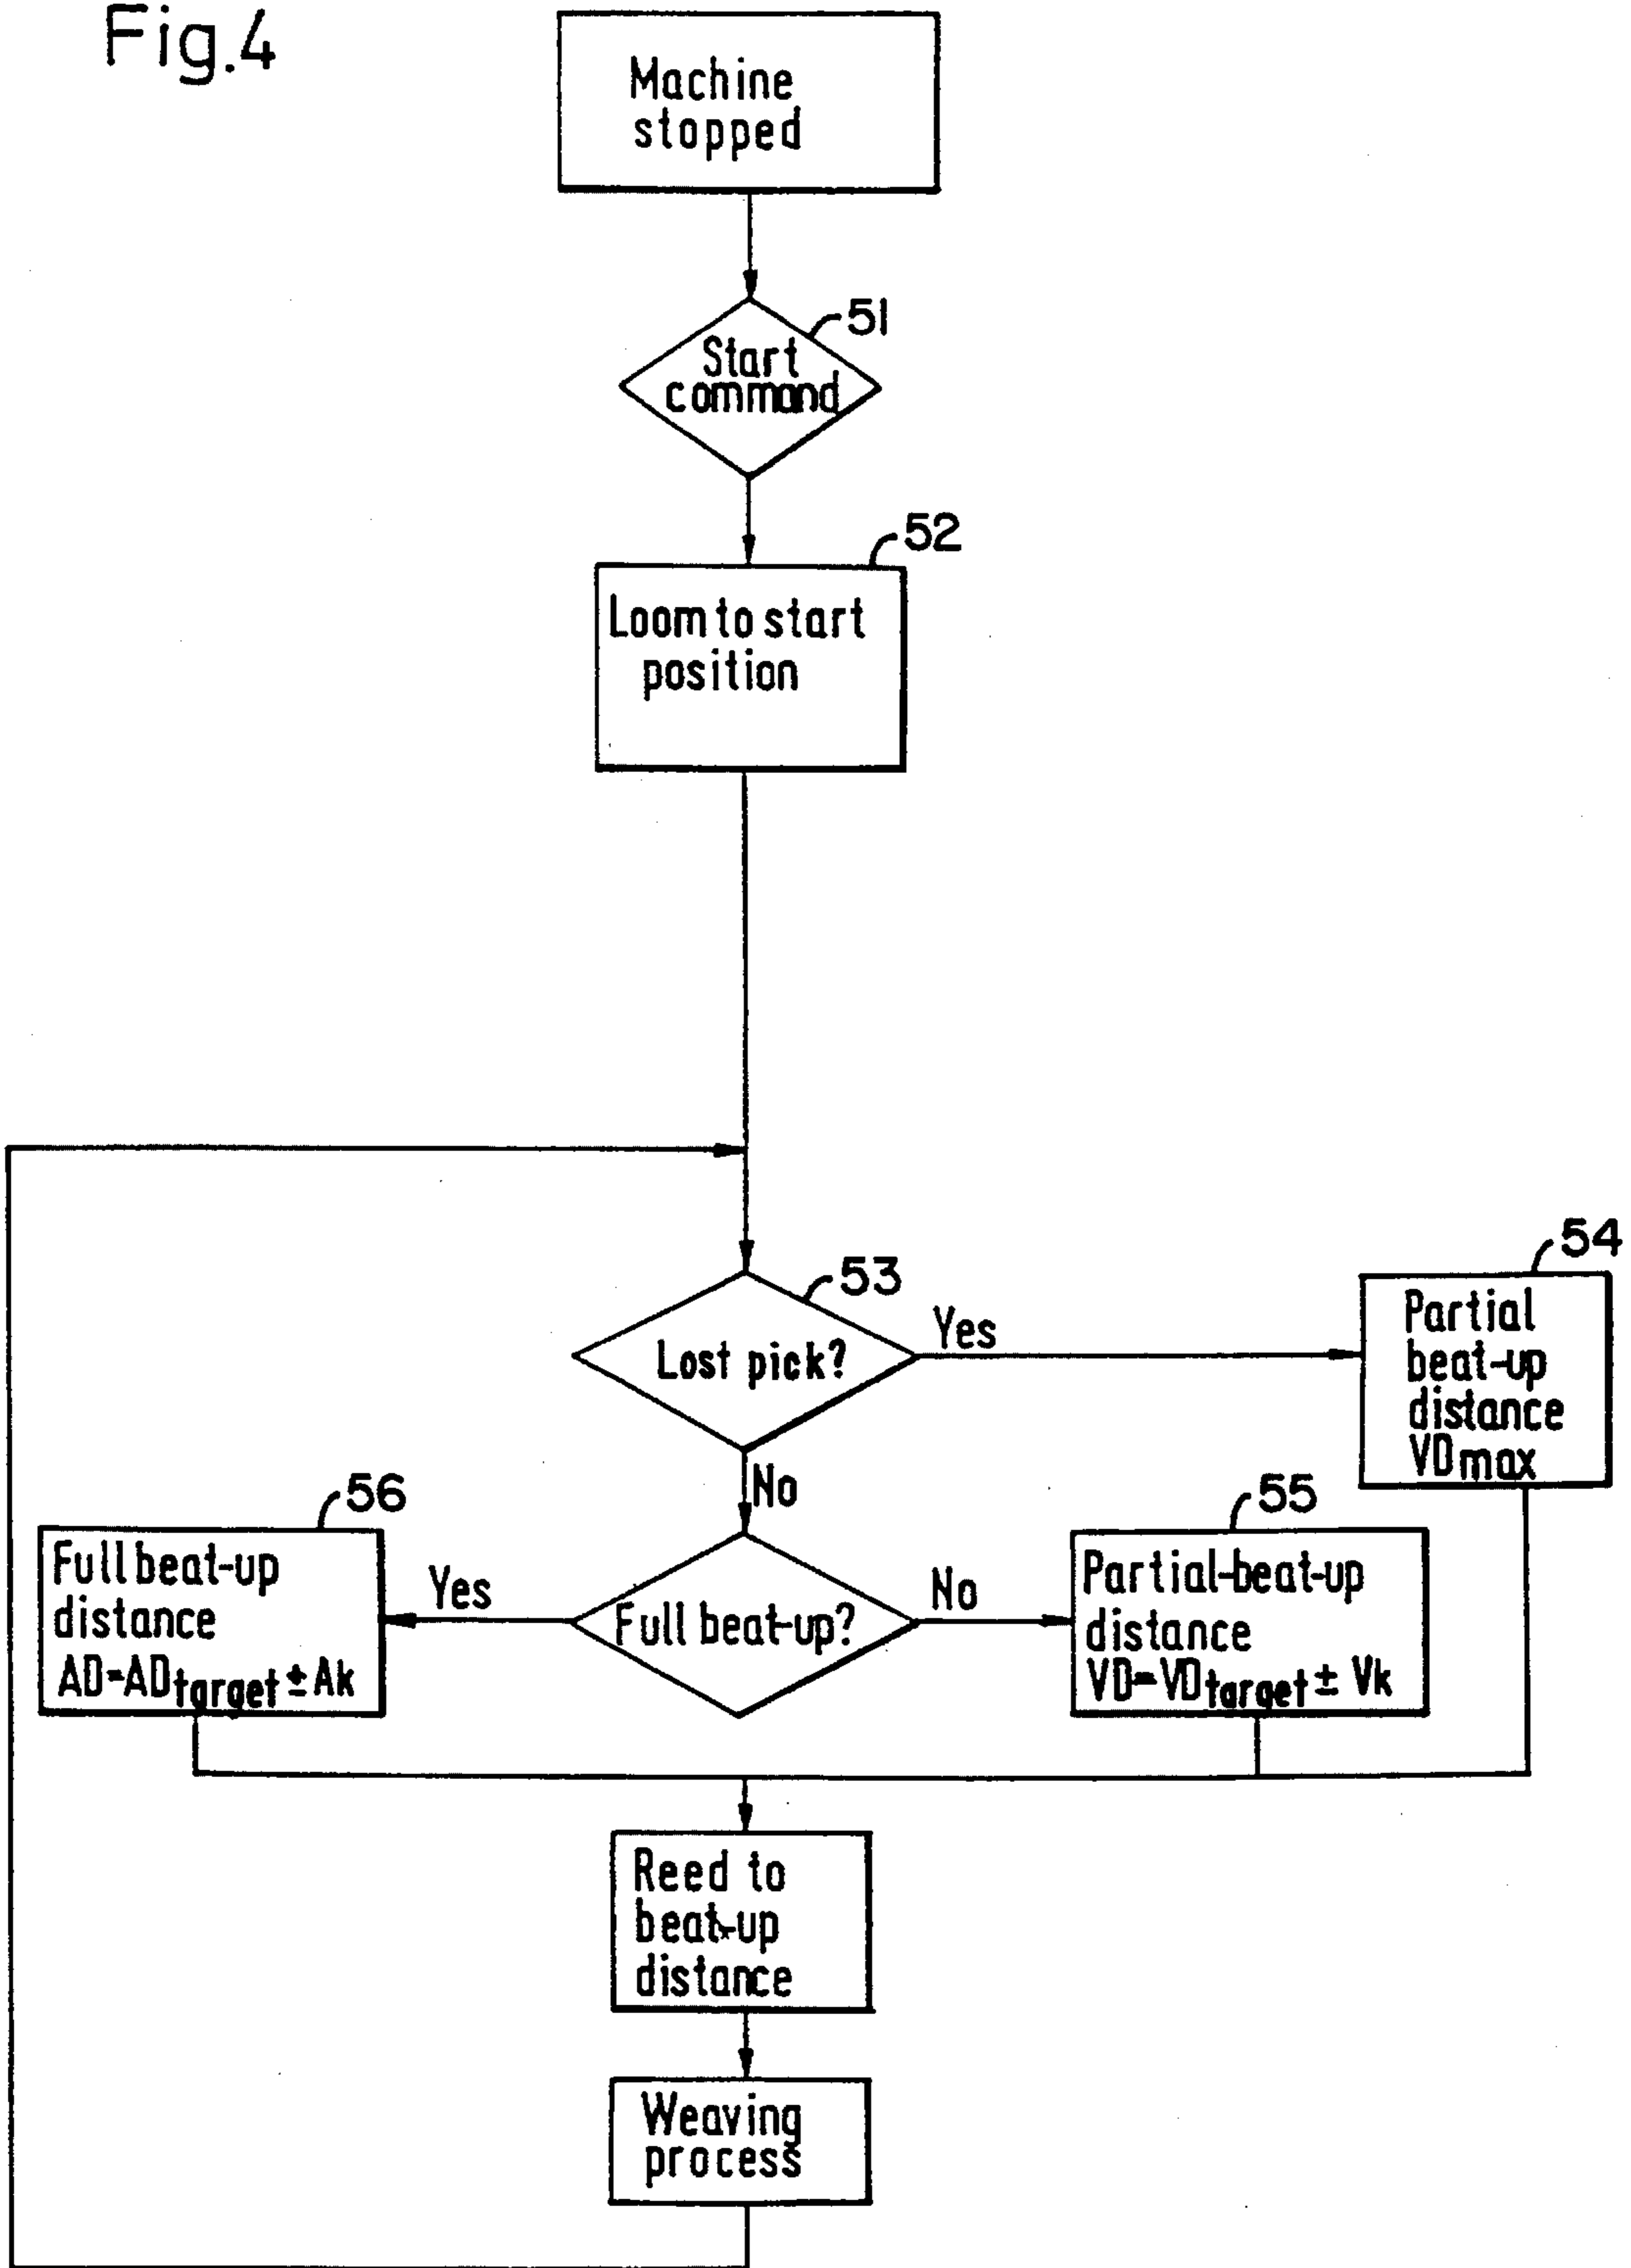 Fig.4
Machine
stopped
51
Start
command
52
Loom to start
position
53
Lost pick?
Yes
54
Partial
beat-up
distance
VDmax
No
56
Full beat-up
distance
AD=ADtarget ± Ak
Yes
Full beat-up?
No
55
Partial-beat-up
distance
VD=VDtarget ± Vk
Reed to
beat-up
distance
Weaving
process